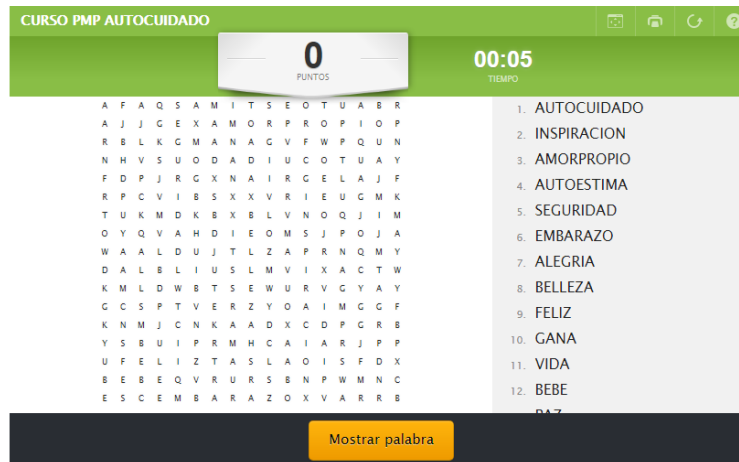 CURSO PMP AUTOCUIDADO
0
PUNTOS
00:05
TIEMPO
A F A Q S A M I T S E O T U A B R
A J J G E X A M O R P R O P I O P
R B L K G M A N A G V F W P Q U N
N H V S U O D A D I U C O T U A Y
F D P J R G X N A I R G E L A J F
R P C V I B S X X V R I E U G M K
T U K M D K B X B L V N O Q J I M
O Y Q V A H D I E O M S J P O J A
W A A L D U J T L Z A P R N Q M Y
D A L B L I U S L M V I X A C T W
K M L D W B T S E W U R V G Y A Y
G C S P T V E R Z Y O A I M G G F
K N M J C N K A A D X C D P G R B
Y S B U I P R M H C A I A R J P P
U F E L I Z T A S L A O I S F D X
B E B E Q V R U R S B N P W M N C
E S C E M B A R A Z O X V A R R B
1. AUTOCUIDADO
2. INSPIRACION
3. AMORPROPIO
4. AUTOESTIMA
5. SEGURIDAD
6. EMBARAZO
7. ALEGRIA
8. BELLEZA
9. FELIZ
10. GANA
11. VIDA
12. BEBE
Mostrar palabra